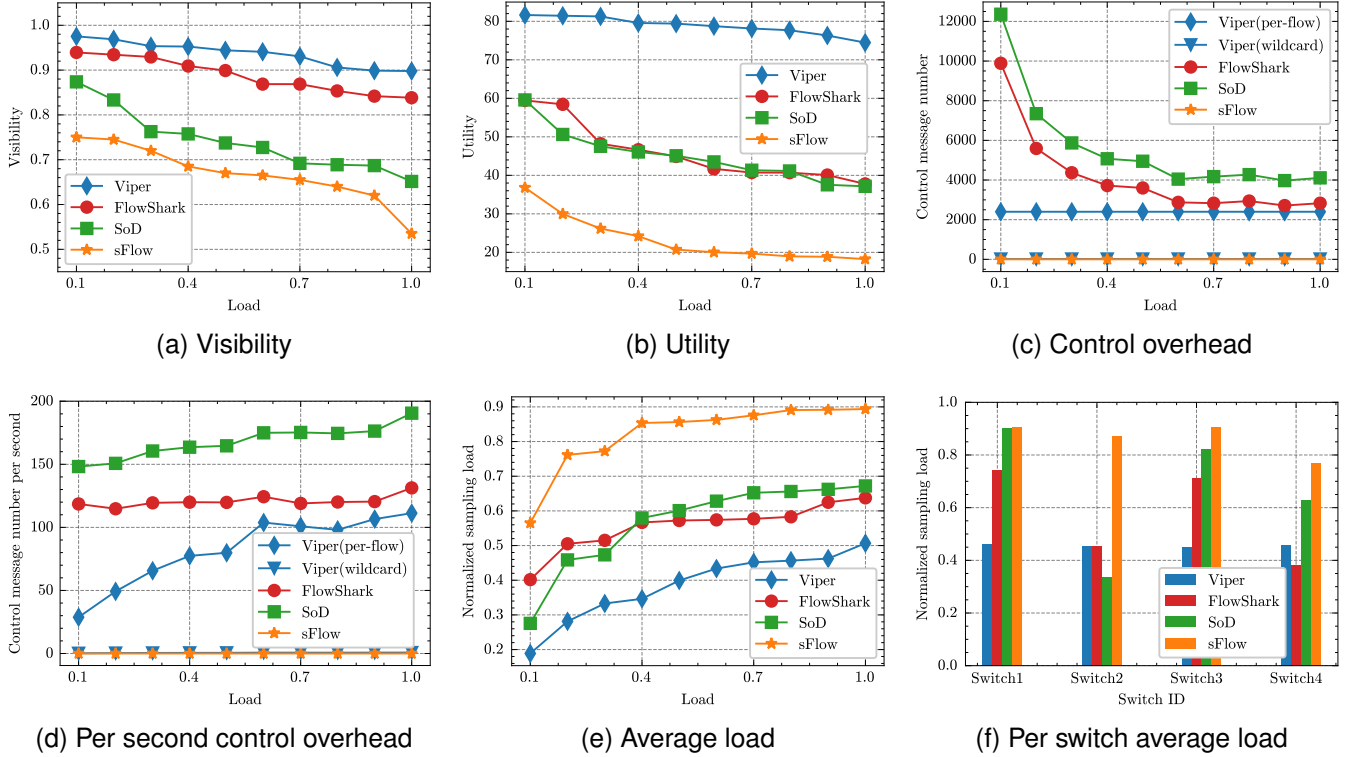 1.0
0.9
0.8
0.7
0.6
0.5
Visibility
Viper
FlowShark
SoD
sFlow
0.1
0.4
0.7
1.0
Load
(a) Visibility
80
70
60
50
40
30
20
Utility
Viper
FlowShark
SoD
sFlow
0.1
0.4
0.7
1.0
Load
(b) Utility
12000
10000
8000
6000
4000
2000
0
Control message number
Viper(per-flow)
Viper(wildcard)
FlowShark
SoD
sFlow
0.1
0.4
0.7
1.0
Load
(c) Control overhead
200
150
100
50
0
Control message number per second
Viper(per-flow)
Viper(wildcard)
FlowShark
SoD
sFlow
0.1
0.4
0.7
1.0
Load
(d) Per second control overhead
0.9
0.8
0.7
0.6
0.5
0.4
0.3
0.2
Normalized sampling load
Viper
FlowShark
SoD
sFlow
0.1
0.4
0.7
1.0
Load
(e) Average load
1.0
0.8
0.6
0.4
0.2
0.0
Normalized sampling load
Viper
FlowShark
SoD
sFlow
Switch1
Switch2
Switch3
Switch4
Switch ID
(f) Per switch average load